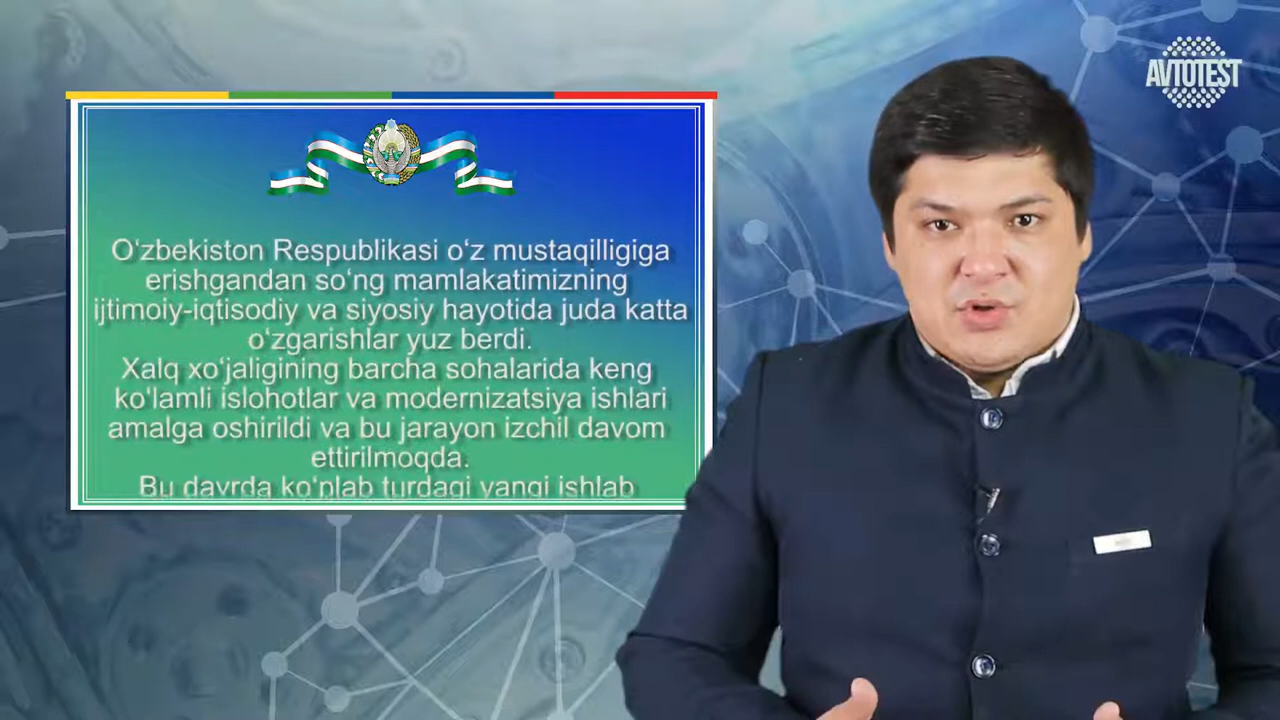 AVTOTEST
O‘zbekiston Respublikasi o‘z mustaqilligiga
erishgandan so‘ng mamlakatimizning
ijtimoiy-iqtisodiy va siyosiy hayotida juda katta
o‘zgarishlar yuz berdi.
Xalq xo‘jaligining barcha sohalarida keng
ko‘lamli islohotlar va modernizatsiya ishlari
amalga oshirildi va bu jarayon izchil davom
ettirilmoqda.
Bu davrda ko‘plab turdagi yangi ishlab